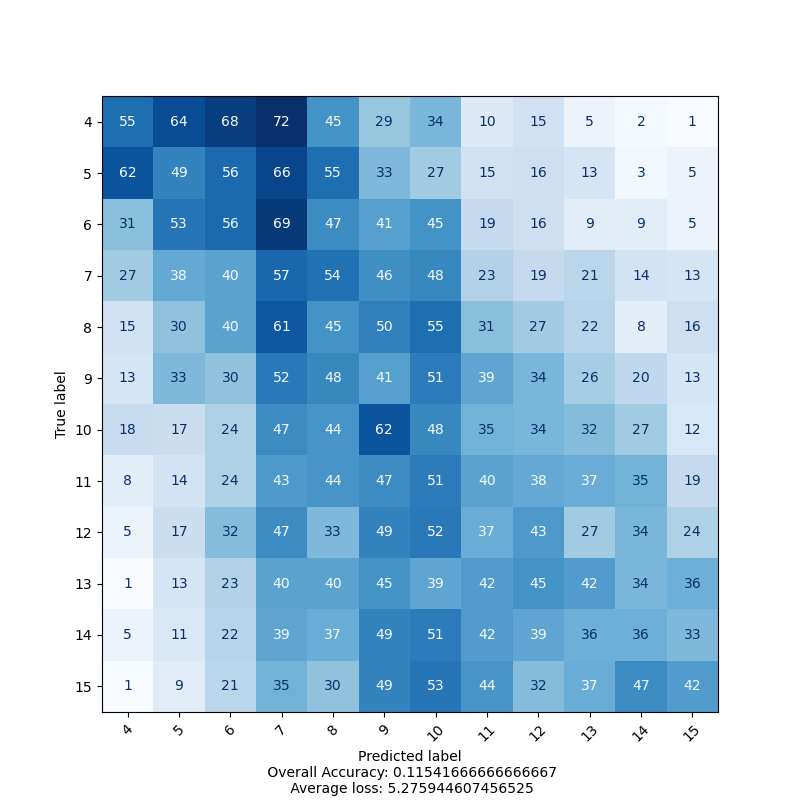 4 55 64 68 72 45 29 34 10 15 5 2 1
5 62 49 56 66 55 33 27 15 16 13 3 5
6 31 53 56 69 47 41 45 19 16 9 9 5
7 27 38 40 57 54 46 48 23 19 21 14 13
8 15 30 40 61 45 50 55 31 27 22 8 16
9 13 33 30 52 48 41 51 39 34 26 20 13
10 18 17 24 47 44 62 48 35 34 32 27 12
11 8 14 24 43 44 47 51 40 38 37 35 19
12 5 17 32 47 33 49 52 37 43 27 34 24
13 1 13 23 40 40 45 39 42 45 42 34 36
14 5 11 22 39 37 49 51 42 39 36 36 33
15 1 9 21 35 30 49 53 44 32 37 47 42
True label
4 5 6 7 8 9 10 11 12 13 14 15
Predicted label
Overall Accuracy: 0.11541666666666667
Average loss: 5.275944607456525